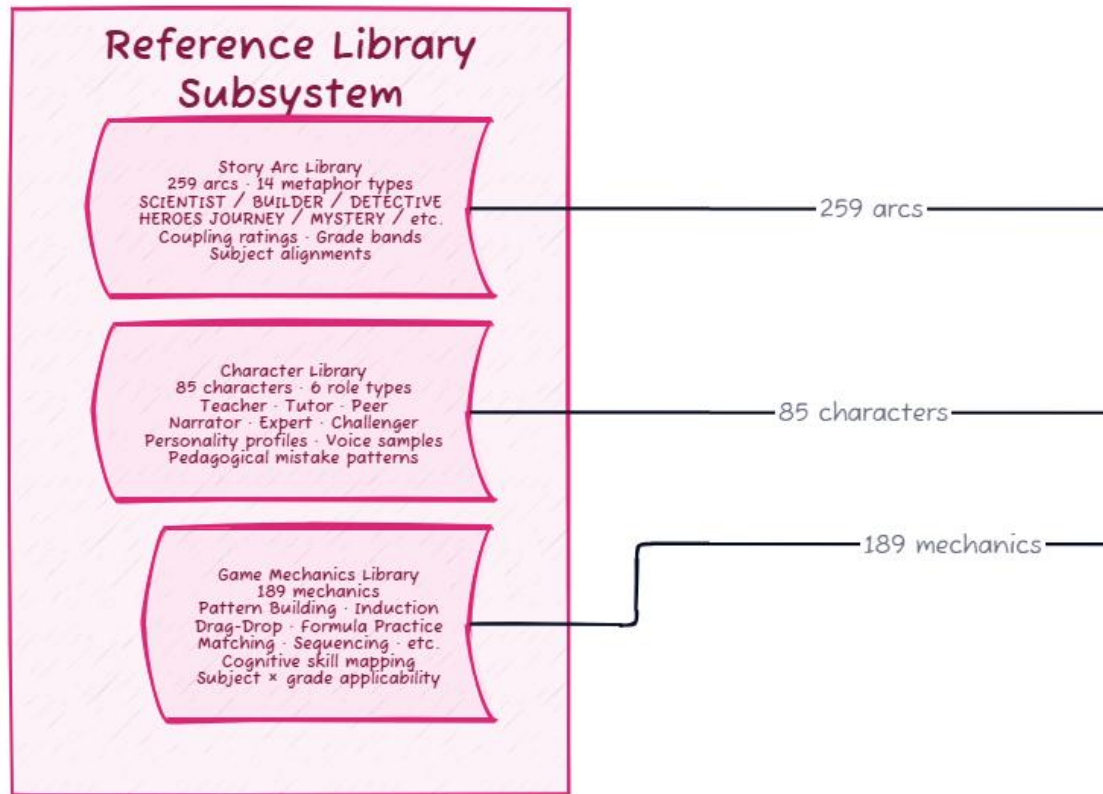 Reference Library
Subsystem
Story Arc Library
259 arcs · 14 metaphor types
SCIENTIST / BUILDER / DETECTIVE
HEROES JOURNEY / MYSTERY / etc.
Coupling ratings · Grade bands
Subject alignments
259 arcs
Character Library
85 characters · 6 role types
Teacher · Tutor · Peer
Narrator · Expert · Challenger
Personality profiles · Voice samples
Pedagogical mistake patterns
85 characters
Game Mechanics Library
189 mechanics
Pattern Building · Induction
Drag-Drop · Formula Practice
Matching · Sequencing · etc.
Cognitive skill mapping
Subject × grade applicability
189 mechanics